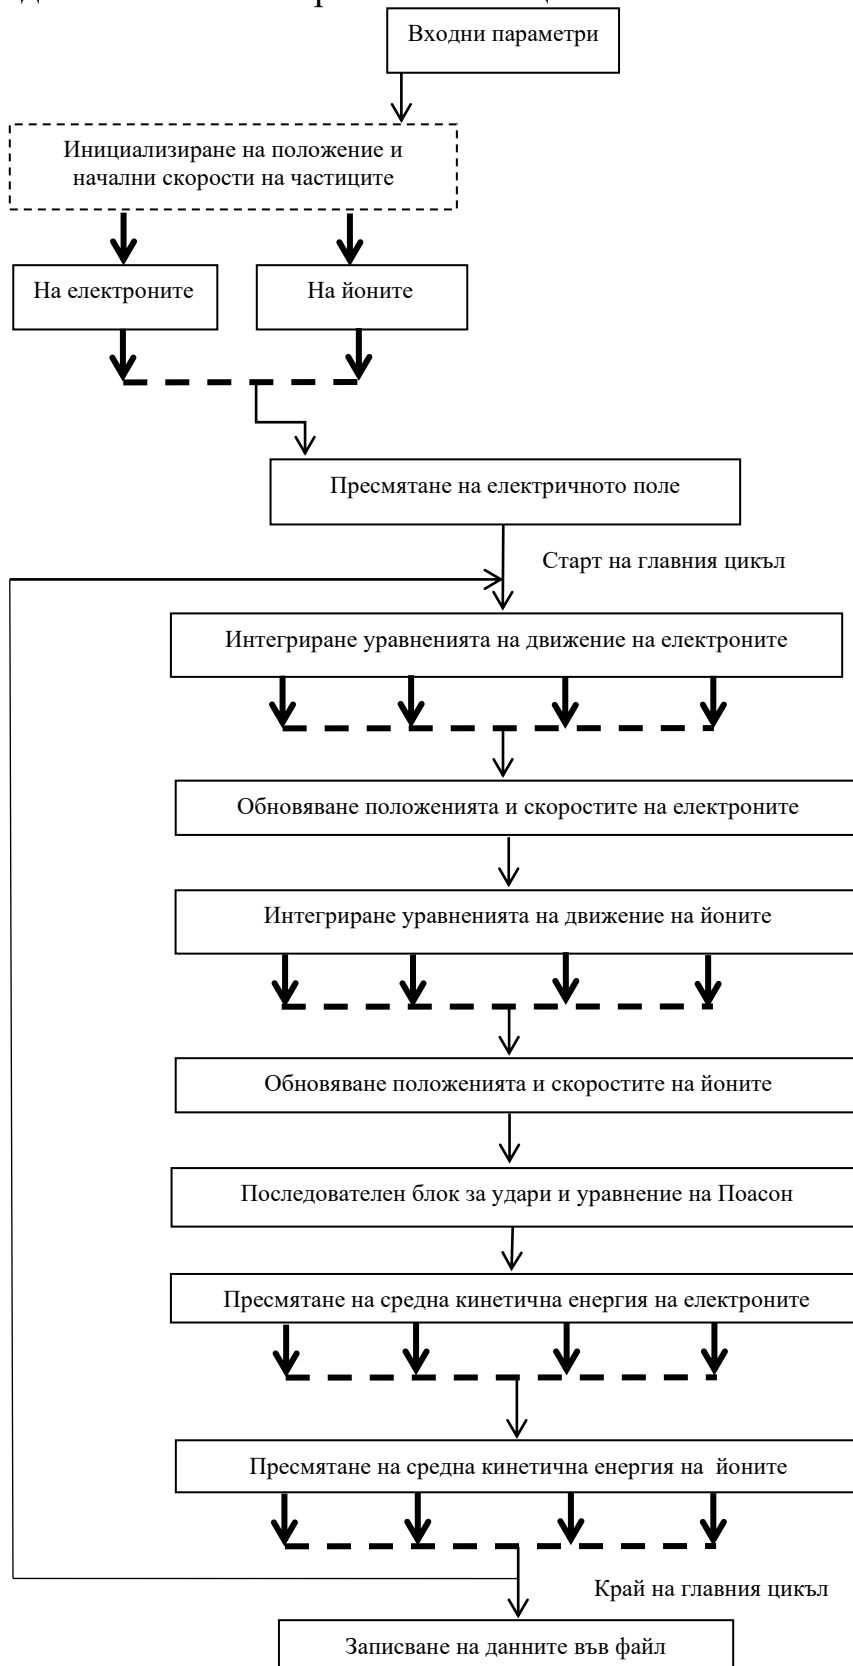 Входни параметри
Инициализиране на положение и
начални скорости на частиците
На електроните
На йоните
Пресмятане на електричното поле
Старт на главния цикъл
Интегриране уравненията на движение на електроните
Обновяване положенията и скоростите на електроните
Интегриране уравненията на движение на йоните
Обновяване положенията и скоростите на йоните
Последователен блок за удари и уравнение на Поасон
Пресмятане на средна кинетична енергия на електроните
Пресмятане на средна кинетична енергия на йоните
Край на главния цикъл
Записване на данните във файл